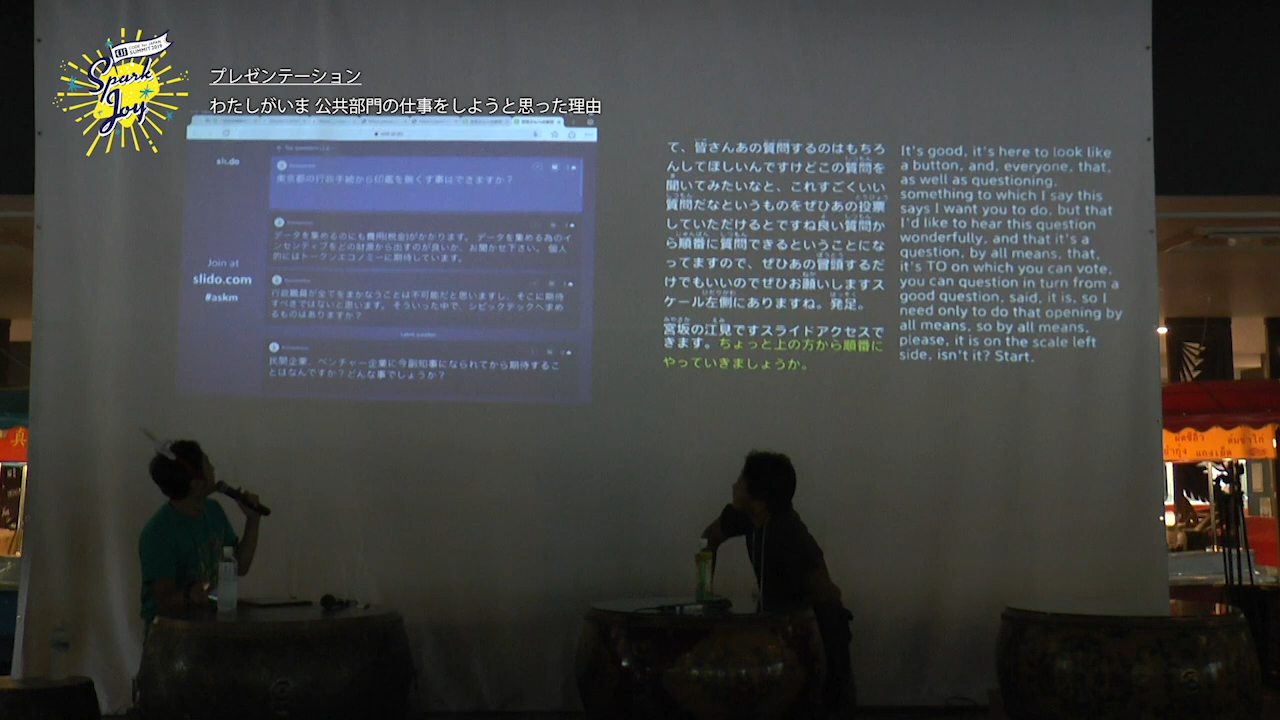 CODE for JAPAN
SUMMIT 2019
Spark
Joy
プレゼンテーション
わたしがいま 公共部門の仕事をしようと思った理由
sli.do
東京都の行政手続から印鑑を無くす事はできますか？
データを集めるのにも費用(税金)がかかります。 データを集める為のイ
ンセンティブをどの財源から出すのが良いか、お聞かせ下さい。 個人
的にはトークンエコノミーに期待しています。
Join at
slido.com
#askm
行政職員が全てをまかなうことは不可能だと思いますし、そこに期待
すべきではないと思います。そういった中で、シビックテックへ求め
るものはありますか？
民間企業、ベンチャー企業に今副知事になられてから期待するこ
とはなんですか？どんな事でしょうか？
て、皆さんあの質問するのはもちろ
んしてほしいんですけどこの質問を
聞いてみたいなと、これすごくいい
質問だなというものをぜひあの投票
していただけるとですね良い質問か
ら順番に質問できるということにな
ってますので、ぜひあの冒頭するだ
けでもいいのでぜひお願いしますス
ケール左側にありますね。発足。
宮坂の江見ですスライドアクセスで
きます。ちょっと上の方から順番に
やっていきましょうか。
It's good, it's here to look like
a button, and, everyone, that,
as well as questioning,
something to which I say this
says I want you to do, but that
I'd like to hear this question
wonderfully, and that it's a
question, by all means, that,
it's TO on which you can vote,
you can question in turn from a
good question, said, it is, so I
need only to do that opening by
all means, so by all means,
please, it is on the scale left
side, isn't it? Start.